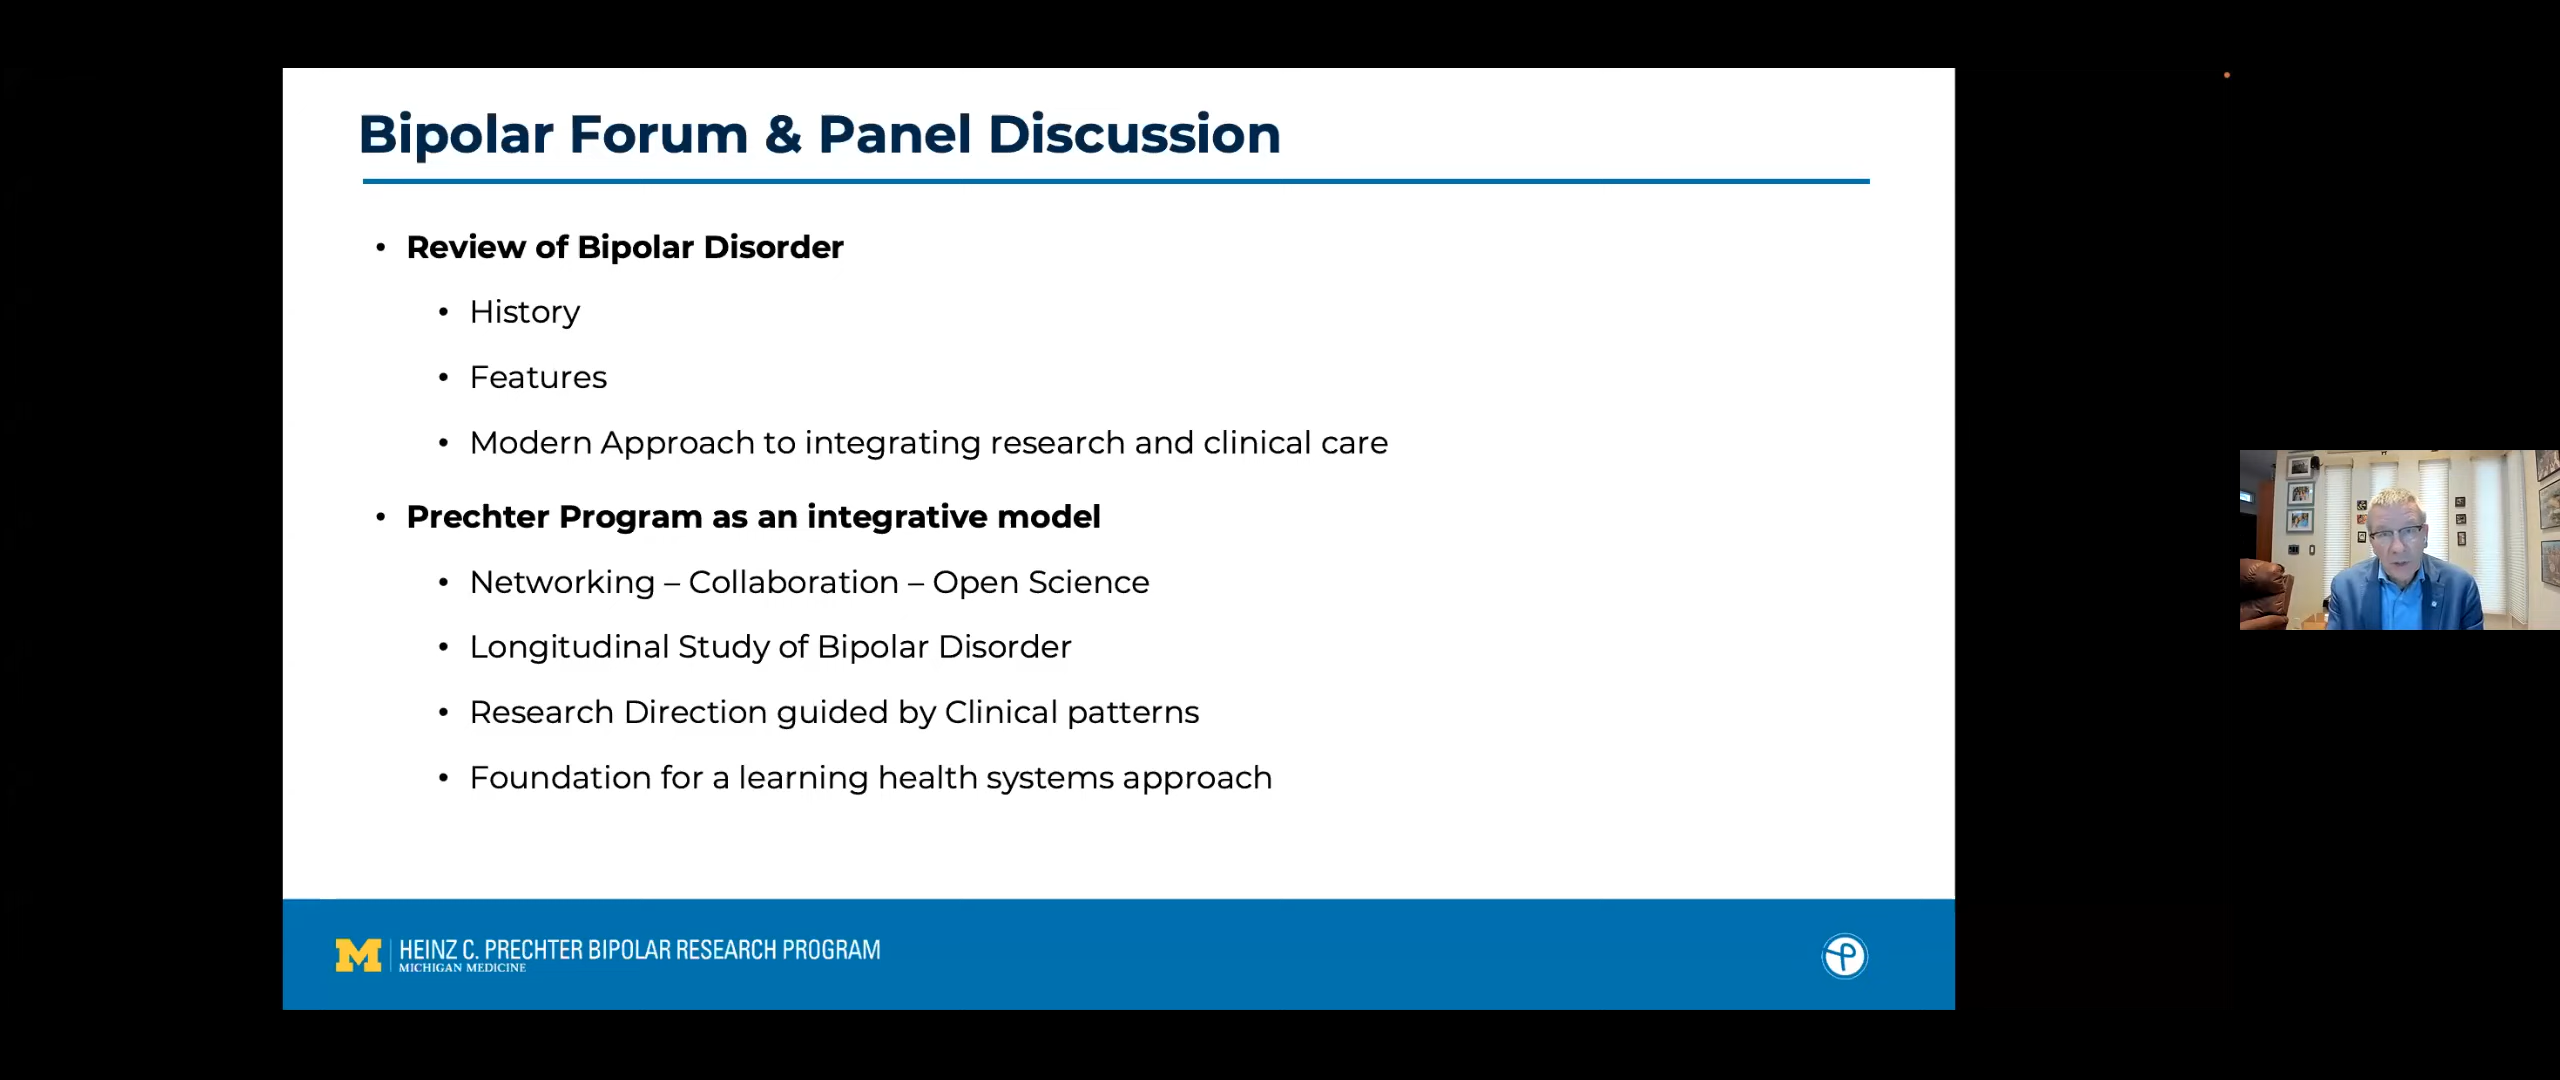 Bipolar Forum & Panel Discussion
• Review of Bipolar Disorder
• History
• Features
• Modern Approach to integrating research and clinical care
• Prechter Program as an integrative model
• Networking – Collaboration – Open Science
• Longitudinal Study of Bipolar Disorder
• Research Direction guided by Clinical patterns
• Foundation for a learning health systems approach
M HEINZ C. PRECHTER BIPOLAR RESEARCH PROGRAM
MICHIGAN MEDICINE
P